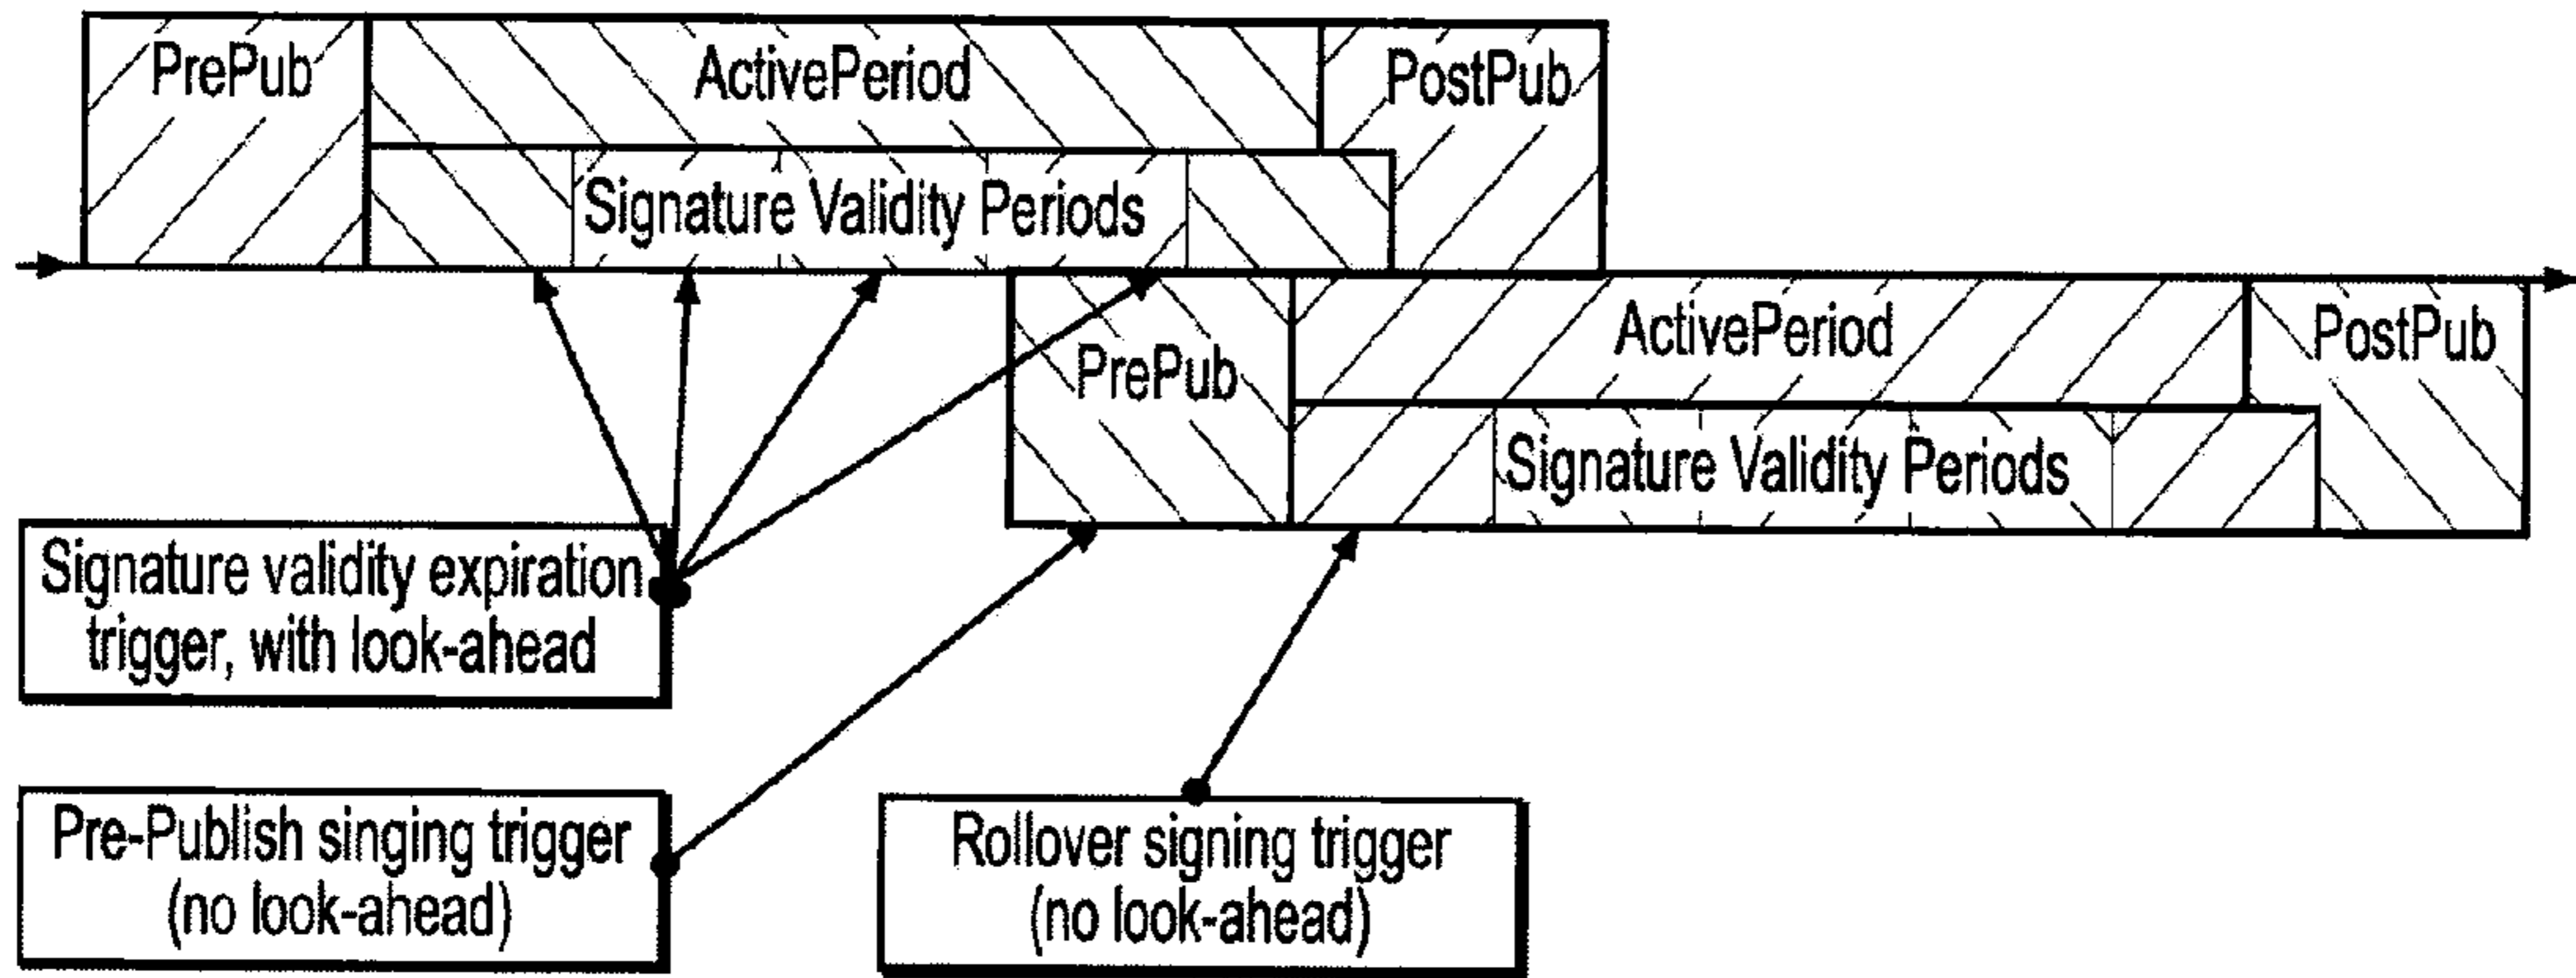 PrePub
ActivePeriod
PostPub
Signature Validity Periods
PrePub
ActivePeriod
PostPub
Signature Validity Periods
Signature validity expiration
trigger, with look-ahead
Pre-Publish singing trigger
(no look-ahead)
Rollover signing trigger
(no look-ahead)